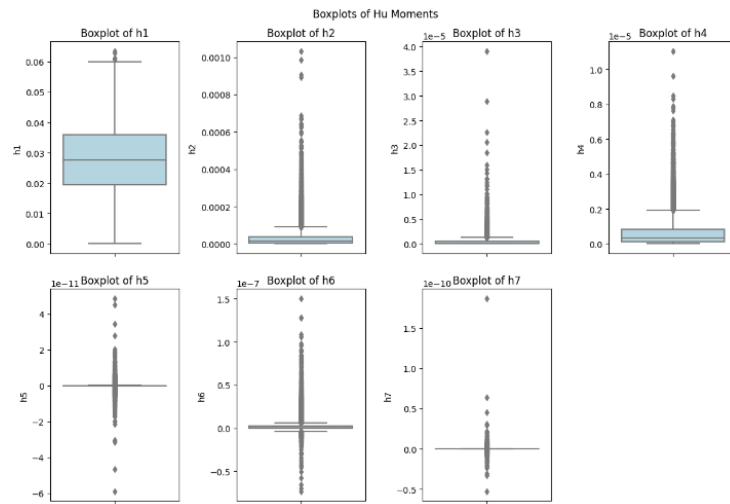 Boxplots of Hu Moments
Boxplot of h1
0.06
0.05
0.04
0.03
0.02
0.01
0.00
h1
Boxplot of h2
0.0010
0.0008
0.0006
0.0004
0.0002
0.0000
h2
1e-5
Boxplot of h3
4.0
3.5
3.0
2.5
2.0
1.5
1.0
0.5
0.0
h3
1e-5
Boxplot of h4
1.0
0.8
0.6
0.4
0.2
0.0
h4
Boxplot of h5
1e-11
4
2
0
-2
-4
-6
h5
Boxplot of h6
1e-7
1.5
1.0
0.5
0.0
-0.5
h6
Boxplot of h7
1e-10
1.5
1.0
0.5
0.0
-0.5
h7